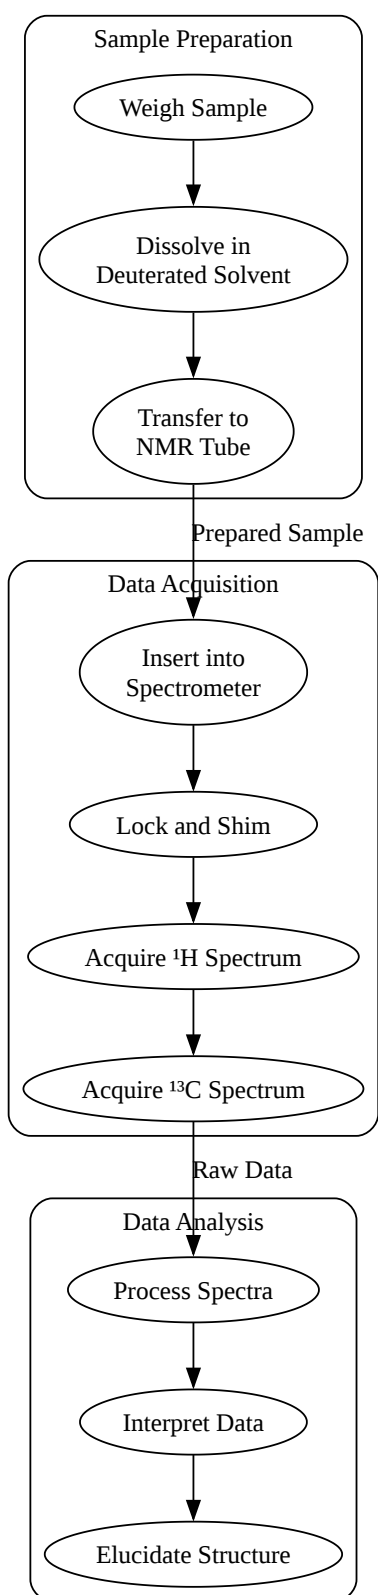 Sample Preparation
Weigh Sample
Dissolve in
Deuterated Solvent
Transfer to
NMR Tube
Prepared Sample
Data Acquisition
Insert into
Spectrometer
Lock and Shim
Acquire ¹H Spectrum
Acquire ¹³C Spectrum
Raw Data
Data Analysis
Process Spectra
Interpret Data
Elucidate Structure